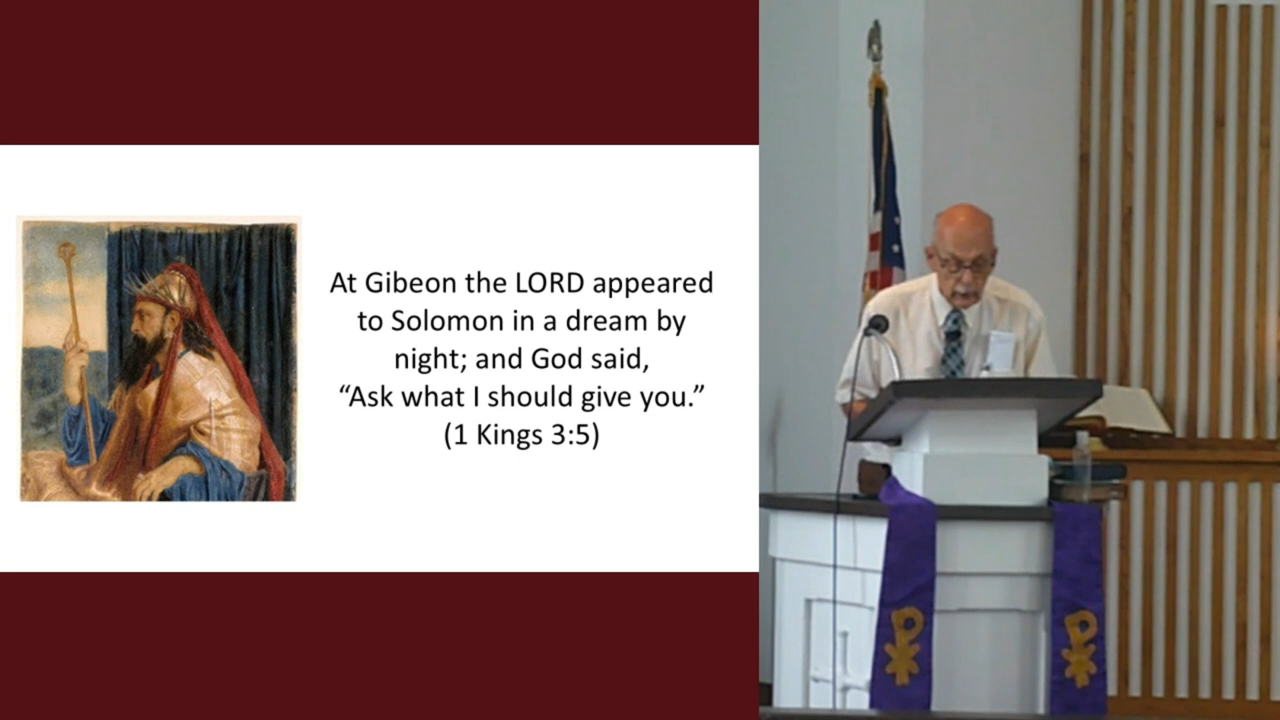 At Gibeon the LORD appeared
to Solomon in a dream by
night; and God said,
“Ask what I should give you.”
(1 Kings 3:5)